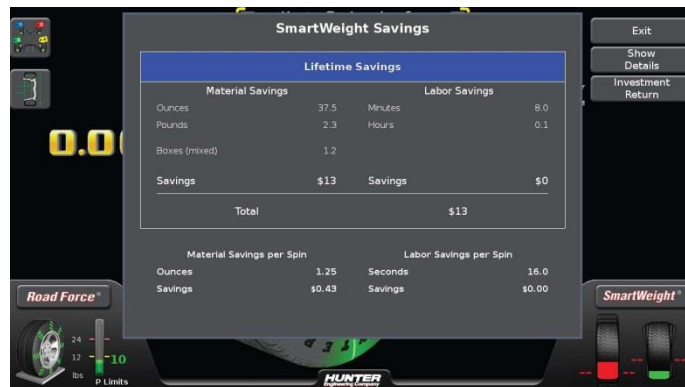 SmartWeight Savings
Exit
Show
Details
Investment
Return
Lifetime Savings
Material Savings
Labor Savings
Ounces 37.5 Minutes 8.0
Pounds 2.3 Hours 0.1
Boxes (mixed) 1.2
Savings $13 Savings $0
Total $13
Material Savings per Spin
Labor Savings per Spin
Ounces 1.25 Seconds 16.0
Savings $0.43 Savings $0.00
Road Force®
24
12
10
lbs
P Limits
SmartWeight®
HUNTER
Engineering Company